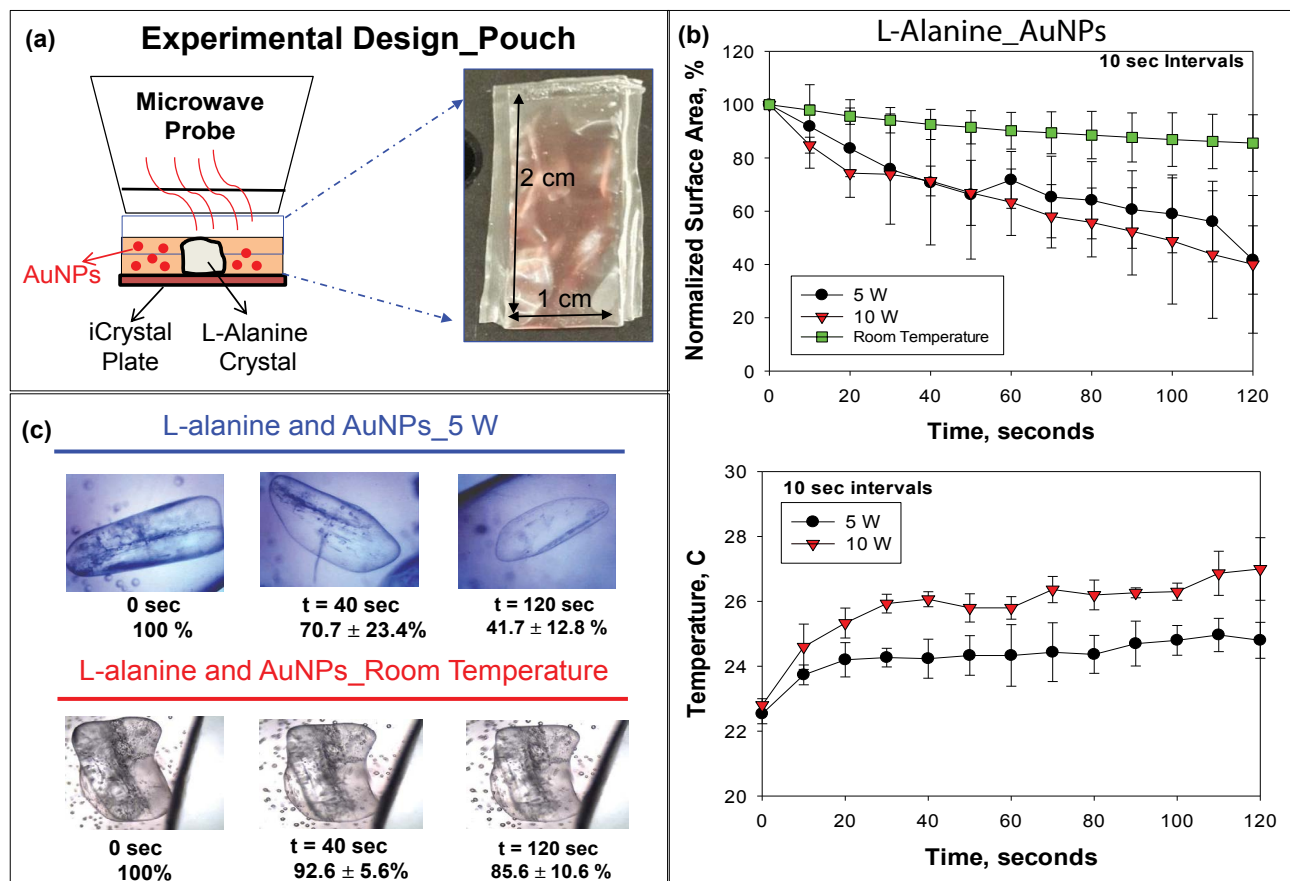 (a)
Experimental Design_Pouch
Microwave
Probe
AuNPs
iCrystal
Plate
L-Alanine
Crystal
2 cm
1 cm
(b)
L-Alanine_AuNPs
10 sec Intervals
Normalized Surface Area, %
120
100
80
60
40
20
0
5 W
10 W
Room Temperature
0 20 40 60 80 100 120
Time, seconds
10 sec intervals
5 W
10 W
Temperature, C
30
28
26
24
22
20
0 20 40 60 80 100 120
Time, seconds
(c)
L-alanine and AuNPs_5 W
0 sec
100 %
t = 40 sec
70.7 ± 23.4%
t = 120 sec
41.7 ± 12.8 %
L-alanine and AuNPs_Room Temperature
0 sec
100%
t = 40 sec
92.6 ± 5.6%
t = 120 sec
85.6 ± 10.6 %